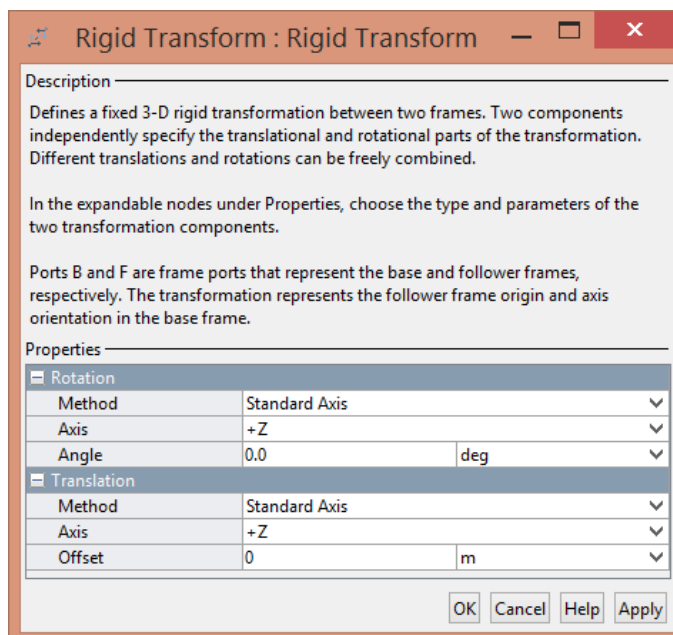 Rigid Transform : Rigid Transform
Description
Defines a fixed 3-D rigid transformation between two frames. Two components
independently specify the translational and rotational parts of the transformation.
Different translations and rotations can be freely combined.
In the expandable nodes under Properties, choose the type and parameters of the
two transformation components.
Ports B and F are frame ports that represent the base and follower frames,
respectively. The transformation represents the follower frame origin and axis
orientation in the base frame.
Properties
Rotation
Method Standard Axis
Axis +Z
Angle 0.0 deg
Translation
Method Standard Axis
Axis +Z
Offset 0 m
OK Cancel Help Apply